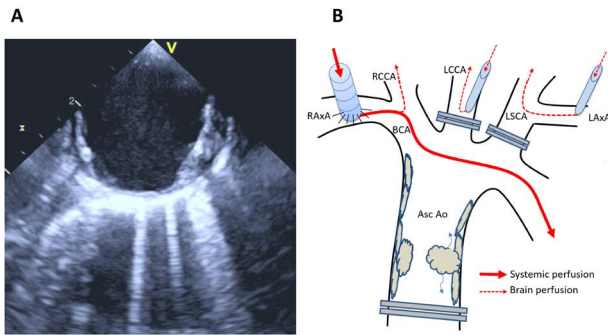 A
B
V
2
RCCA
LCCA
RAxA
LSCA
LAxA
BCA
Asc Ao
Systemic perfusion
Brain perfusion